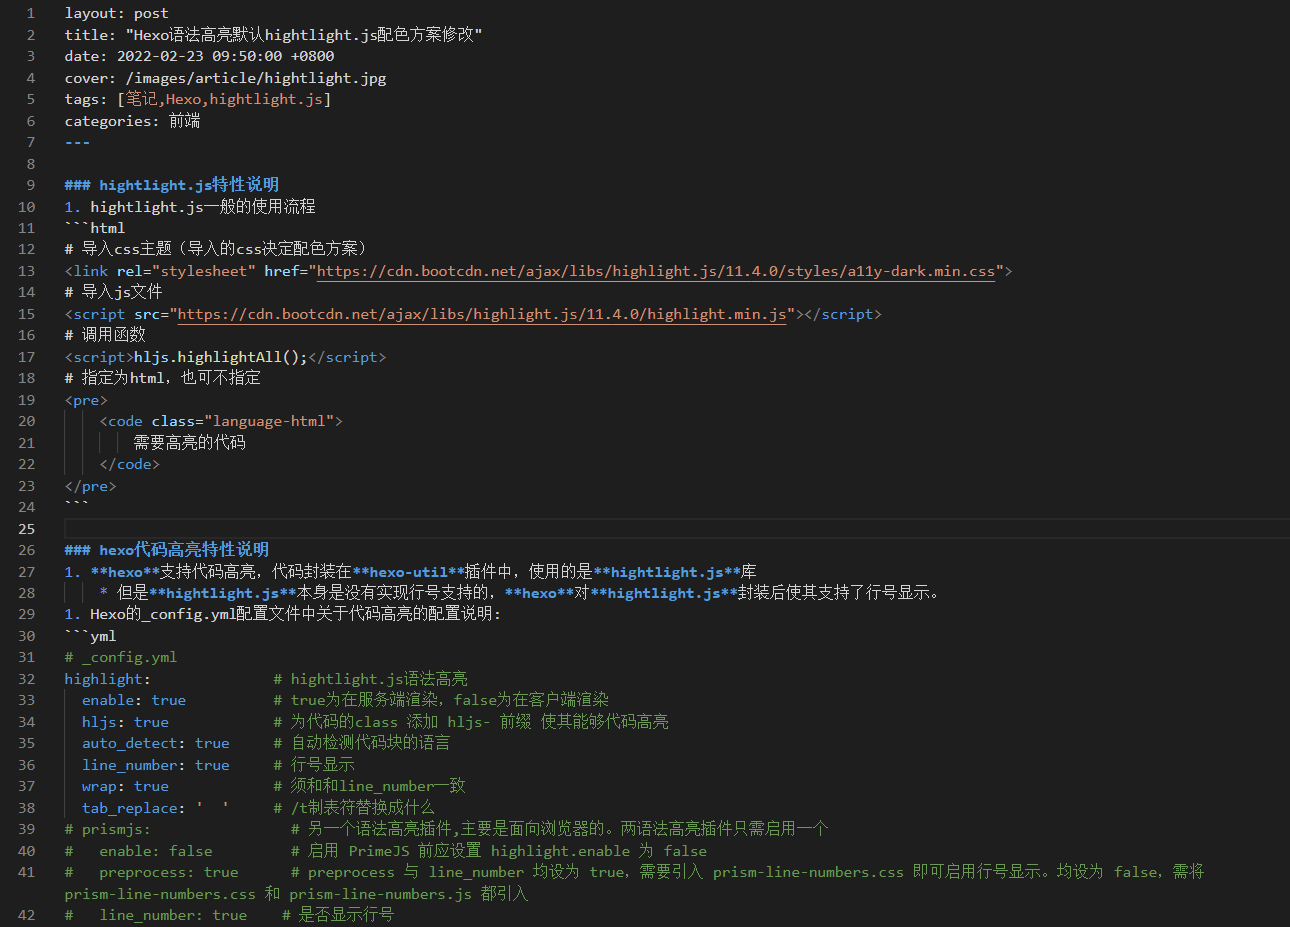 1 layout: post
2 title: "Hexo语法高亮默认hightlight.js配色方案修改"
3 date: 2022-02-23 09:50:00 +0800
4 cover: /images/article/hightlight.jpg
5 tags: [笔记,Hexo,hightlight.js]
6 categories: 前端
7 ---
8
9 ### hightlight.js特性说明
10 1. hightlight.js一般的使用流程
11 ```html
12 # 导入css主题（导入的css决定配色方案）
13 <link rel="stylesheet" href="https://cdn.bootcdn.net/ajax/libs/highlight.js/11.4.0/styles/a11y-dark.min.css">
14 # 导入js文件
15 <script src="https://cdn.bootcdn.net/ajax/libs/highlight.js/11.4.0/highlight.min.js"></script>
16 # 调用函数
17 <script>hljs.highlightAll();</script>
18 # 指定为html，也可不指定
19 <pre>
20     <code class="language-html">
21         需要高亮的代码
22     </code>
23 </pre>
24 ```
25
26 ### hexo代码高亮特性说明
27 1. **hexo**支持代码高亮，代码封装在**hexo-util**插件中，使用的是**hightlight.js**库
28     * 但是**hightlight.js**本身是没有实现行号支持的，**hexo**对**hightlight.js**封装后使其支持了行号显示。
29 1. Hexo的_config.yml配置文件中关于代码高亮的配置说明：
30 ```yml
31 # _config.yml
32 highlight:              # hightlight.js语法高亮
33   enable: true          # true为在服务端渲染，false为在客户端渲染
34   hljs: true            # 为代码的class 添加 hljs- 前缀 使其能够代码高亮
35   auto_detect: true     # 自动检测代码块的语言
36   line_number: true     # 行号显示
37   wrap: true            # 须和和line_number一致
38   tab_replace: '  '     # /t制表符替换成什么
39 # prismjs:                # 另一个语法高亮插件,主要是面向浏览器的。两语法高亮插件只需启用一个
40 #   enable: false         # 启用 PrimeJS 前应设置 highlight.enable 为 false
41 #   preprocess: true      # preprocess 与 line_number 均设为 true，需要引入 prism-line-numbers.css 即可启用行号显示。均设为 false，需将
prism-line-numbers.css 和 prism-line-numbers.js 都引入
42 #   line_number: true    # 是否显示行号